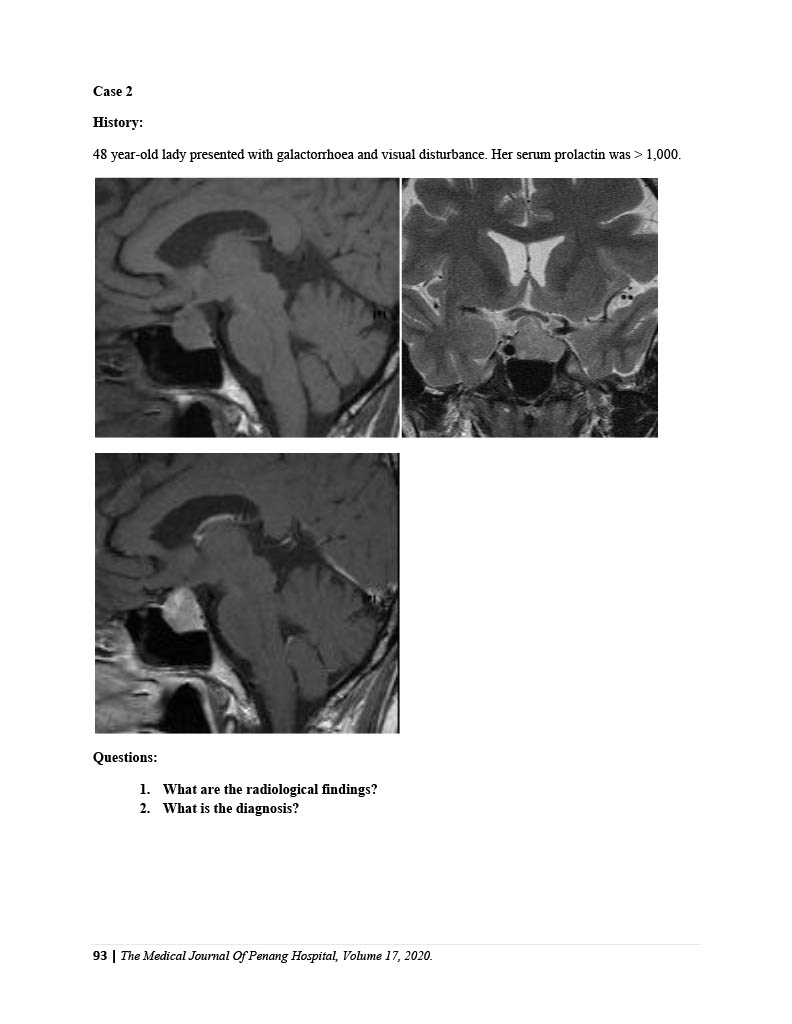 Case 2
History:
48 year-old lady presented with galactorrhoea and visual disturbance. Her serum prolactin was > 1,000.
Questions:
1. What are the radiological findings?
2. What is the diagnosis?
93 | The Medical Journal Of Penang Hospital, Volume 17, 2020.